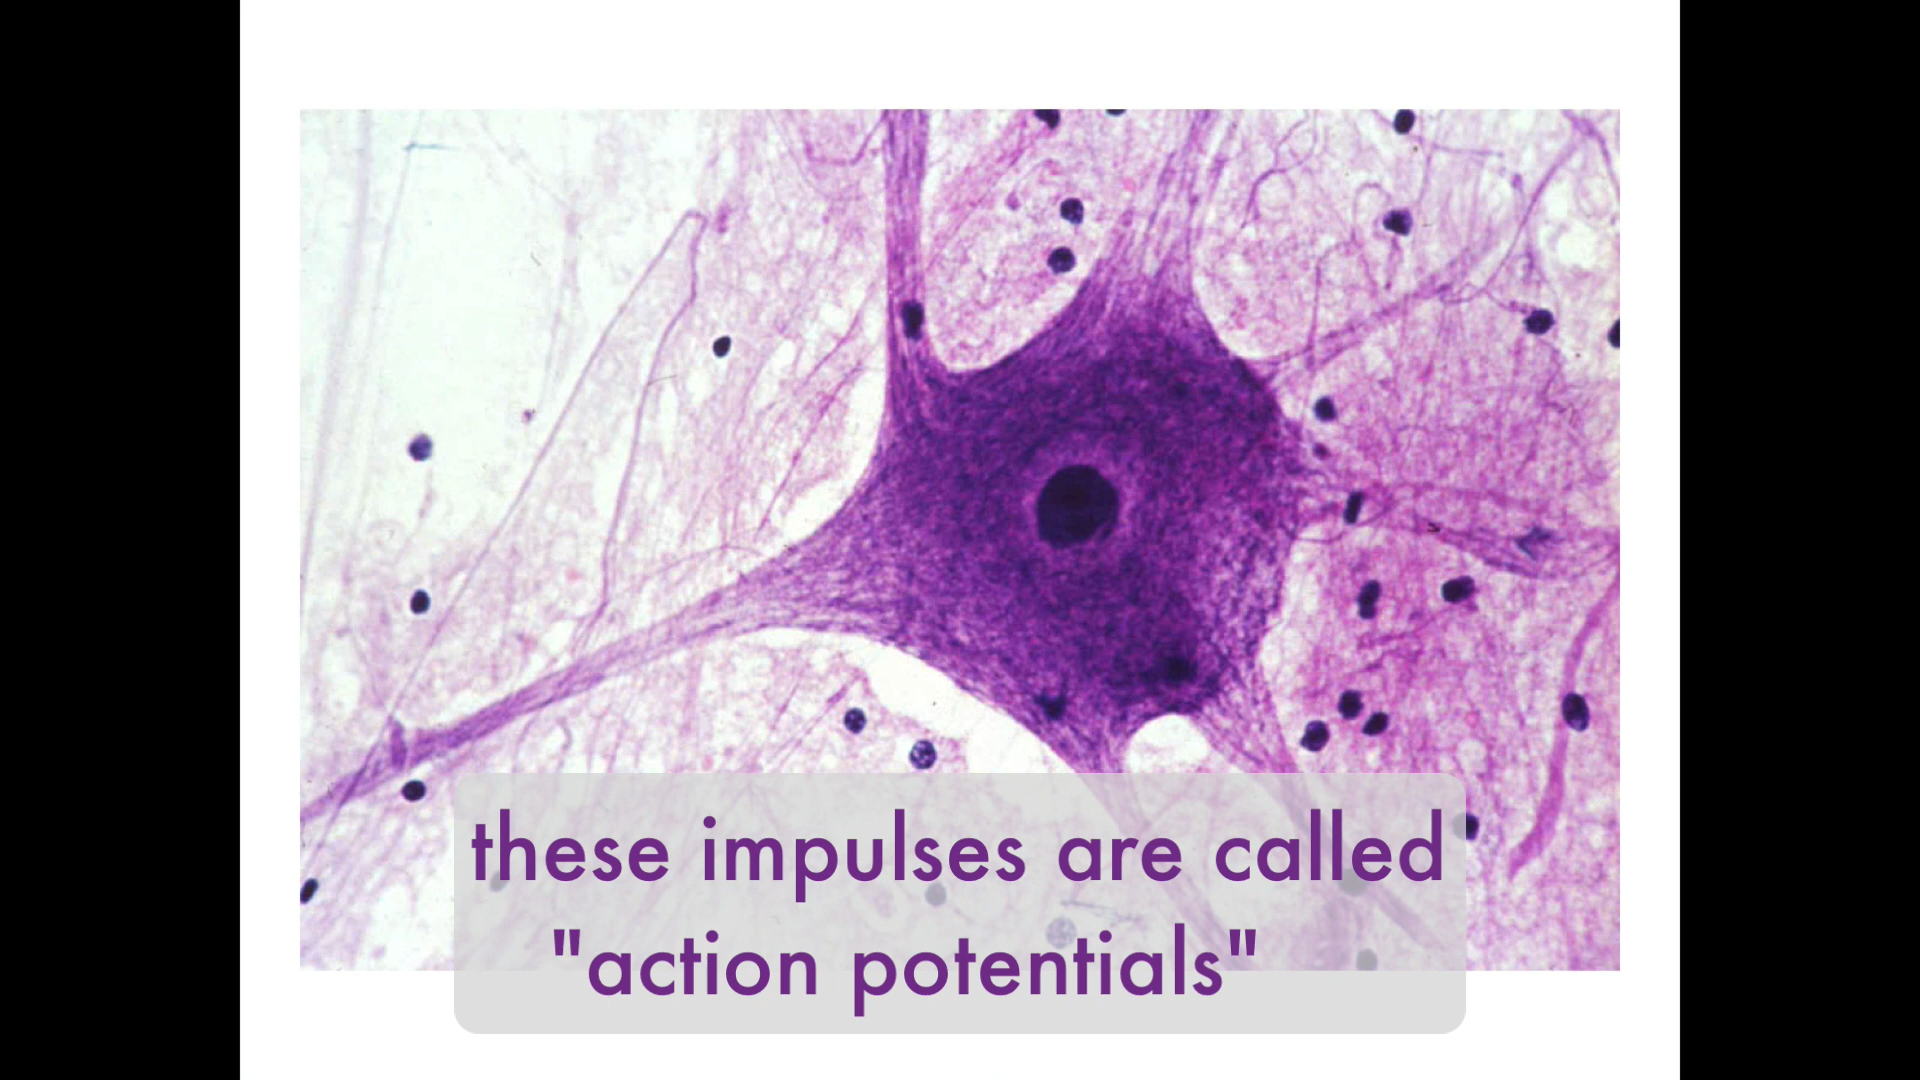 these impulses are called
"action potentials"